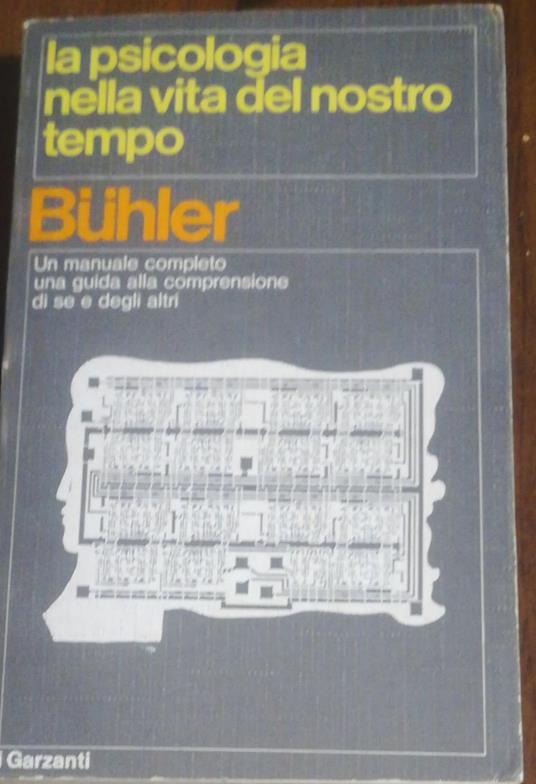 la psicologia
nella vita del nostro
tempo
Bühler
Un manuale completo
una guida alla comprensione
di se e degli altri
i Garzanti